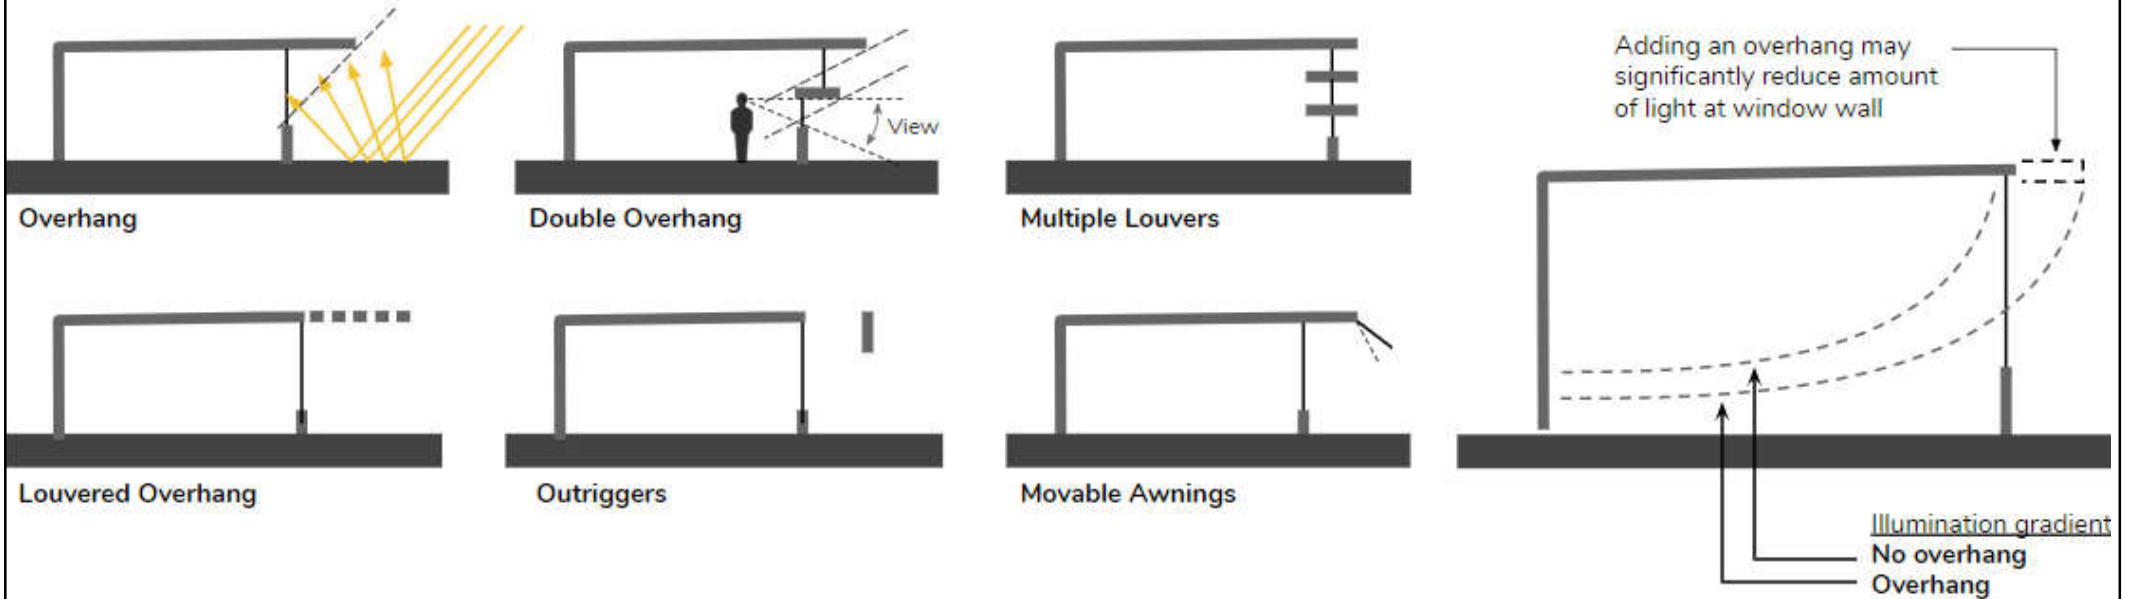 View
Overhang
Double Overhang
Multiple Louvers
Louvered Overhang
Outriggers
Movable Awnings
Adding an overhang may
significantly reduce amount
of light at window wall
Illumination gradient
No overhang
Overhang